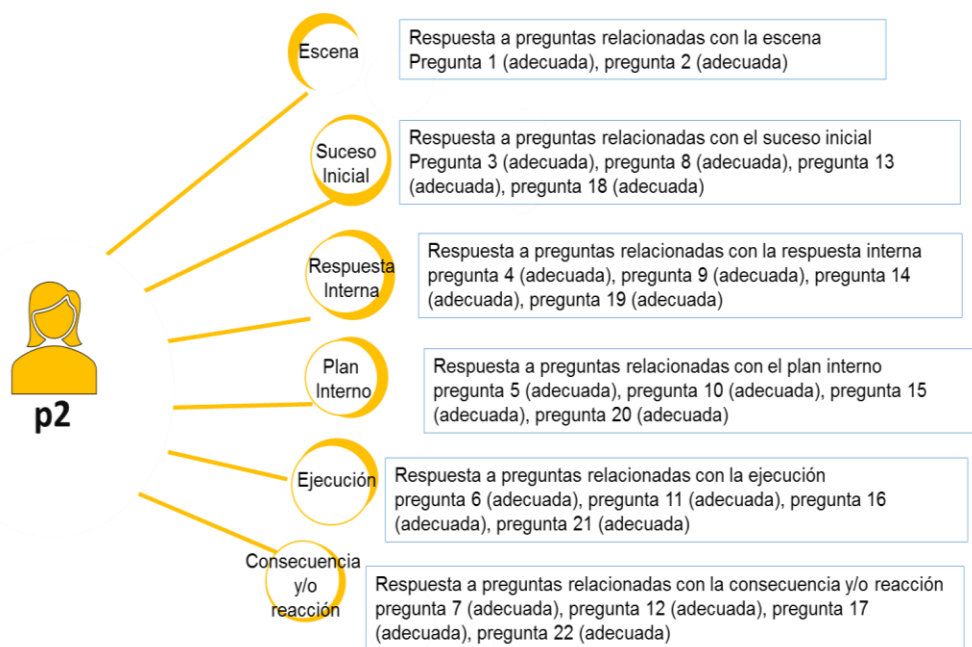 Escena
Respuesta a preguntas relacionadas con la escena
Pregunta 1 (adecuada), pregunta 2 (adecuada)
Suceso
Inicial
Respuesta a preguntas relacionadas con el suceso inicial
Pregunta 3 (adecuada), pregunta 8 (adecuada), pregunta 13
(adecuada), pregunta 18 (adecuada)
Respuesta
Interna
Respuesta a preguntas relacionadas con la respuesta interna
pregunta 4 (adecuada), pregunta 9 (adecuada), pregunta 14
(adecuada), pregunta 19 (adecuada)
p2
Plan
Interno
Respuesta a preguntas relacionadas con el plan interno
pregunta 5 (adecuada), pregunta 10 (adecuada), pregunta 15
(adecuada), pregunta 20 (adecuada)
Ejecución
Respuesta a preguntas relacionadas con la ejecución
pregunta 6 (adecuada), pregunta 11 (adecuada), pregunta 16
(adecuada), pregunta 21 (adecuada)
Consecuencia
y/o
reacción
Respuesta a preguntas relacionadas con la consecuencia y/o reacción
pregunta 7 (adecuada), pregunta 12 (adecuada), pregunta 17
(adecuada), pregunta 22 (adecuada)